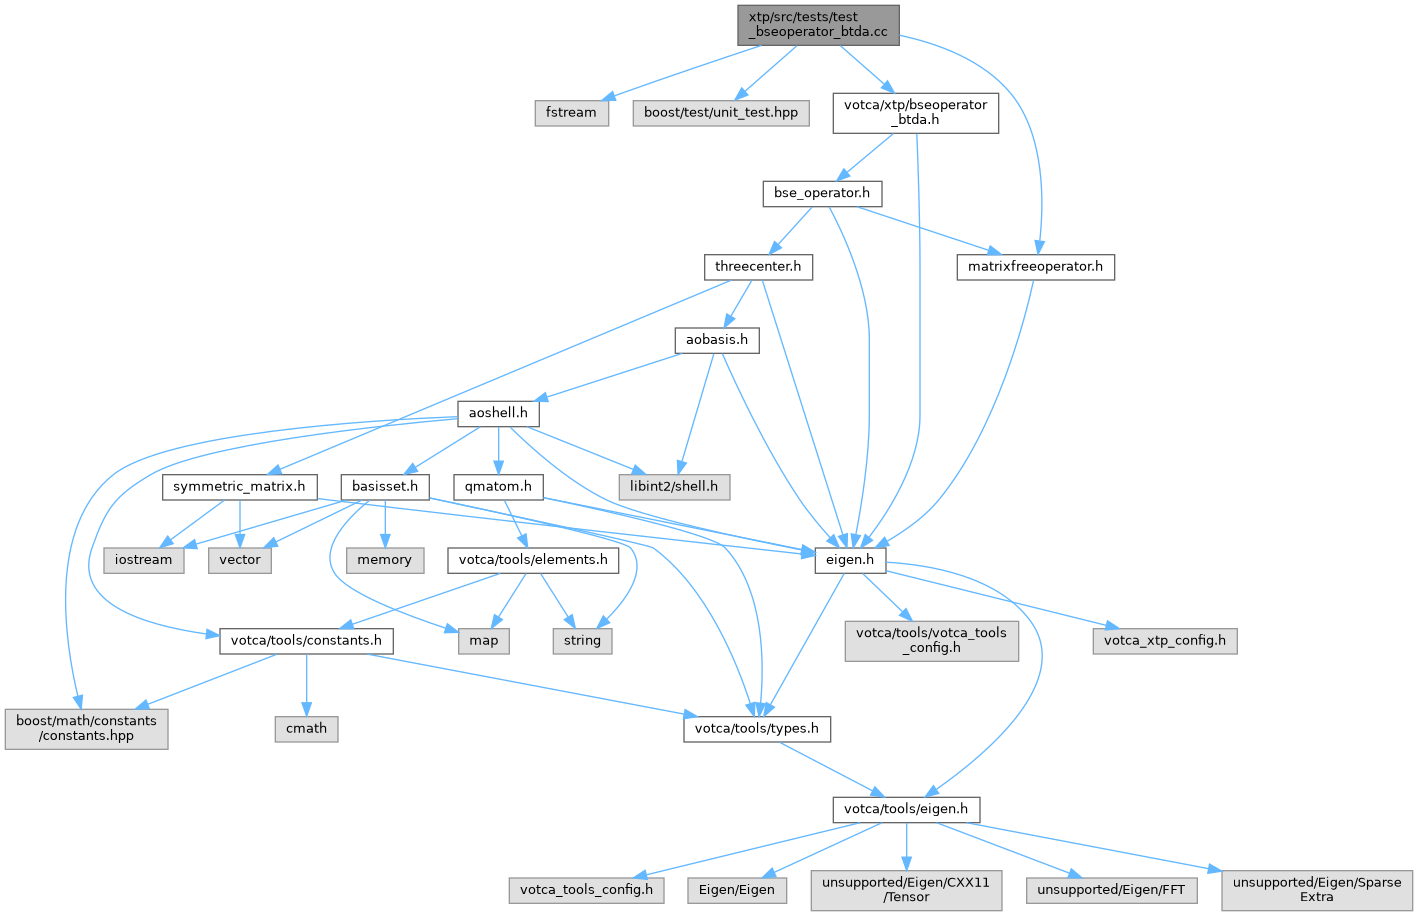 xtp/src/tests/test
_bseoperator_btda.cc
fstream
boost/test/unit_test.hpp
votca/xtp/bseoperator
_btda.h
bse_operator.h
threecenter.h
matrixfreeoperator.h
aobasis.h
aoshell.h
symmetric_matrix.h
basisset.h
qmatom.h
libint2/shell.h
iostream
vector
memory
votca/tools/elements.h
eigen.h
votca/tools/constants.h
map
string
votca/tools/votca_tools
_config.h
votca_xtp_config.h
boost/math/constants
/constants.hpp
cmath
votca/tools/types.h
votca/tools/eigen.h
votca_tools_config.h
Eigen/Eigen
unsupported/Eigen/CXX11
/Tensor
unsupported/Eigen/FFT
unsupported/Eigen/Sparse
Extra